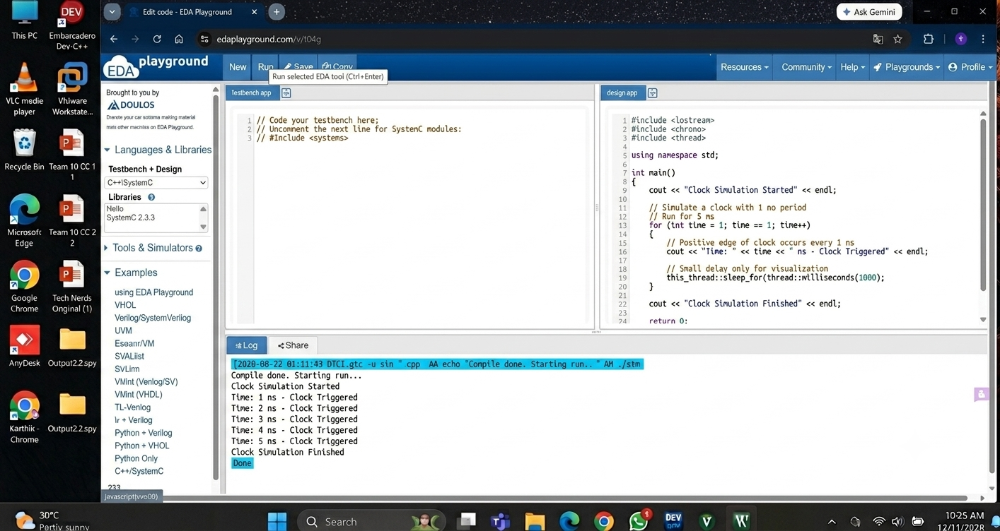 This PC
DEV
Embarcadero
Dev-C++
VLC medie
player
Vhlware
Workstate...
Recycle Bin
Team 10 CC 1
1
Microsoft
Edge
Team 10 CC 2
2
Google
Chrome
Tech Nerds
Onginal (1)
AnyDesk
Output2.2.spy
Karthik -
Chrome
Output2.2.spy
Edit code - EDA Playground
Ask Gemini
edaplayground.com/v/t04g
EDA playground
New
Run
Save
Copy
Run selected EDA tool (Ctrl+Enter)
Resources
Community
Help
Playgrounds
Profile
Brought to you by
DOULOS
make other macniiss on EDA Playground.
Languages & Libraries
Testbench + Design
C++\SystemC
Libraries
Nello
SystemC 2.3.3
Tools & Simulators
Examples
using EDA Playground
VHOL
Verilog/SystemVerliog
UVM
Eseanr/VM
SVALiist
SVLim
VMlnt (Venlog/SV)
VMint (VHDL)
TL-Venlog
\r + Verilog
Python + Verilog
Python + VHOL
Python Only
C++/SystemC
233
Javascript(vvo00)
testbench app
1 // Code your testbench here;
2 // Uncomment the next line for SystemC modules:
3 // #Include <systems>
design app
1 #include <lostream>
2 #include <chrono>
3 #include <thread>
4
5 using namespace std;
6
7 int main()
8 {
9 cout << "Clock Simulation Started" << endl;
10
11 // Simulate a clock with 1 no period
12 // Run for 5 ms
13 for (int time = 1; time == 1; time++)
14 {
15 // Positive edge of clock occurs every 1 ns
16 cout << "Time: " << time << " ns - Clock Triggered" << endl;
17
18 // Small delay only for visualization
19 this_thread::sleep_for(thread::williseconds(1000);
20 }
21
22 cout << "Clock Simulation Finished" << endl;
23
24 return 0:
Log
Share
[2020-08-22 01:11:43 DTCI.gtc -u sin " cpp AA echo "Compile done. Starting run.. " AM ./stm
Compile done. Starting run...
Clock Simulation Started
Time: 1 ns - Clock Triggered
Time: 2 ns - Clock Triggered
Time: 3 ns - Clock Triggered
Time: 4 ns - Clock Triggered
Time: 5 ns - Clock Triggered
Clock Simulation Finished
Done
30°C
Pertiy sunny
Search
1
DEV
10:25 AM
12/11/202R